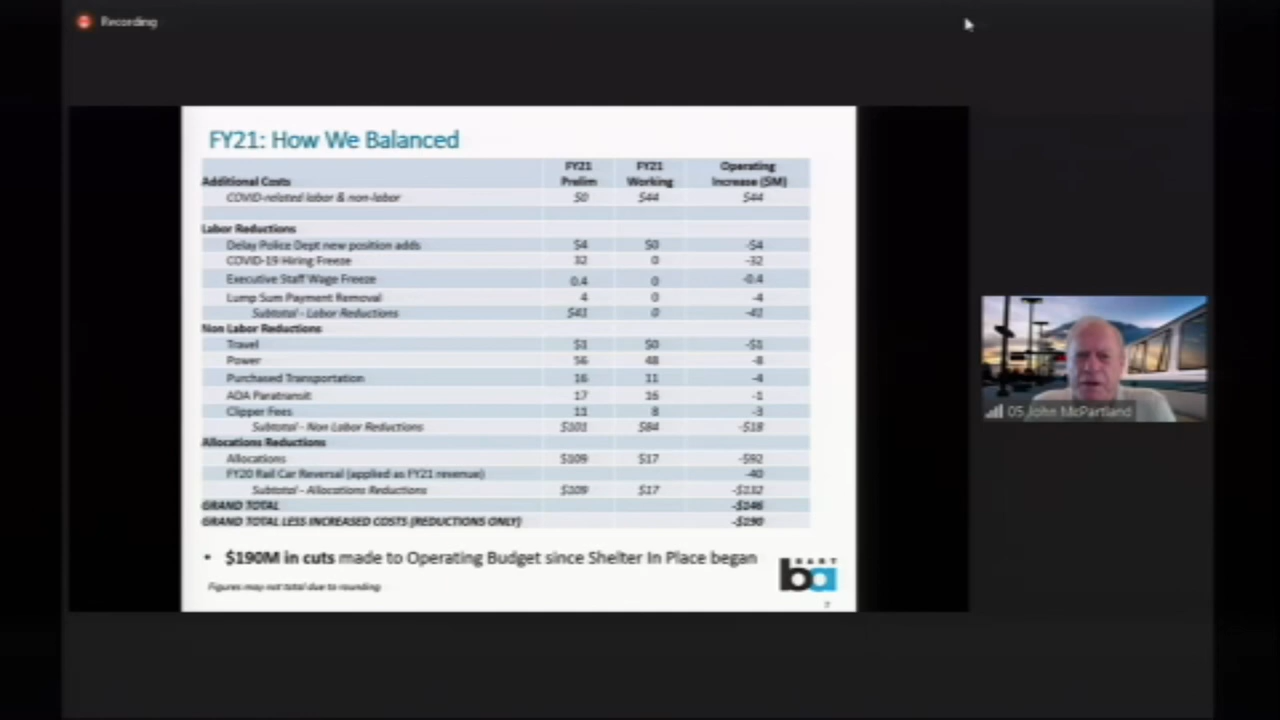 Recording
FY21: How We Balanced
Additional Costs FY21 Prelim FY21 Working Operating Increase ($M)
COVID-related labor & non-labor $0 $44 $44
Labor Reductions
Delay Police Dept new position adds $4 $0 -$4
COVID-19 Hiring Freeze 32 0 -32
Executive Staff Wage Freeze 0.4 0 -0.4
Lump Sum Payment Removal 4 0 -4
Subtotal - Labor Reductions $41 0 -41
Non Labor Reductions
Travel $1 $0 -$1
Power 56 48 -8
Purchased Transportation 16 11 -4
ADA Paratransit 17 16 -1
Clipper Fees 11 8 -3
Subtotal - Non Labor Reductions $101 $84 -$18
Allocations Reductions
Allocations $109 $17 -$92
FY20 Rail Car Reversal (applied as FY21 revenue) -40
Subtotal - Allocations Reductions $109 $17 -$132
GRAND TOTAL -$146
GRAND TOTAL LESS INCREASED COSTS (REDUCTIONS ONLY) -$190
• $190M in cuts made to Operating Budget since Shelter In Place began
Figures may not total due to rounding
BART
ba
7
05 John McPartland